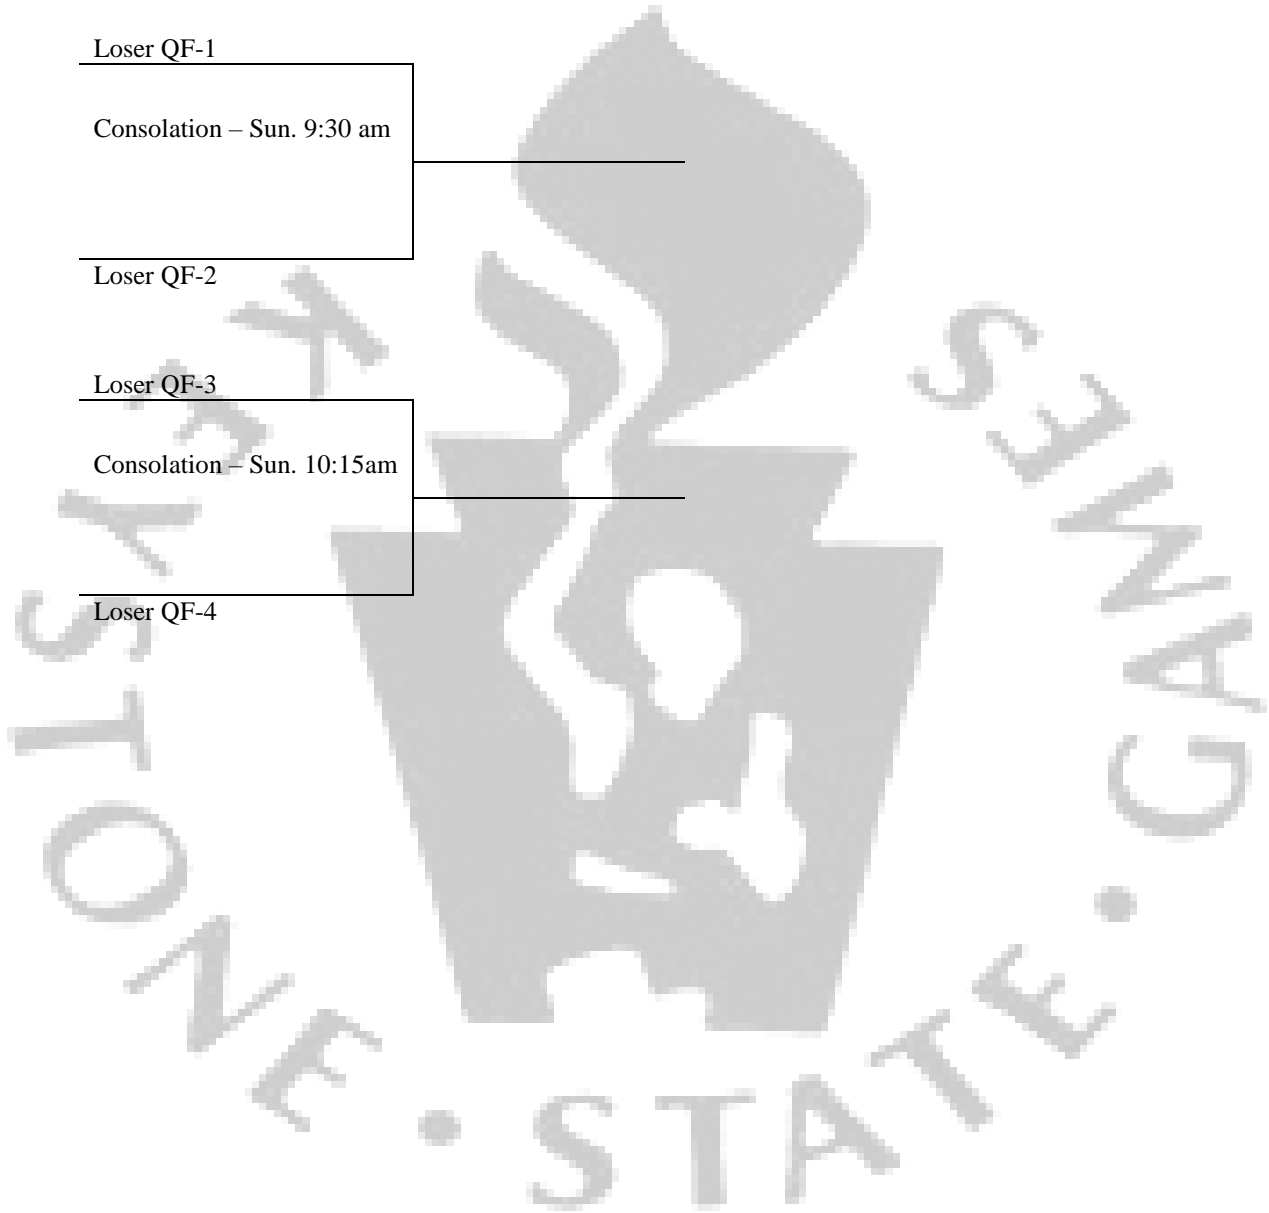 Loser QF-1
Consolation – Sun. 9:30 am
Loser QF-2
Loser QF-3
Consolation – Sun. 10:15am
Loser QF-4
KEYSTONE • STATE • GAMES